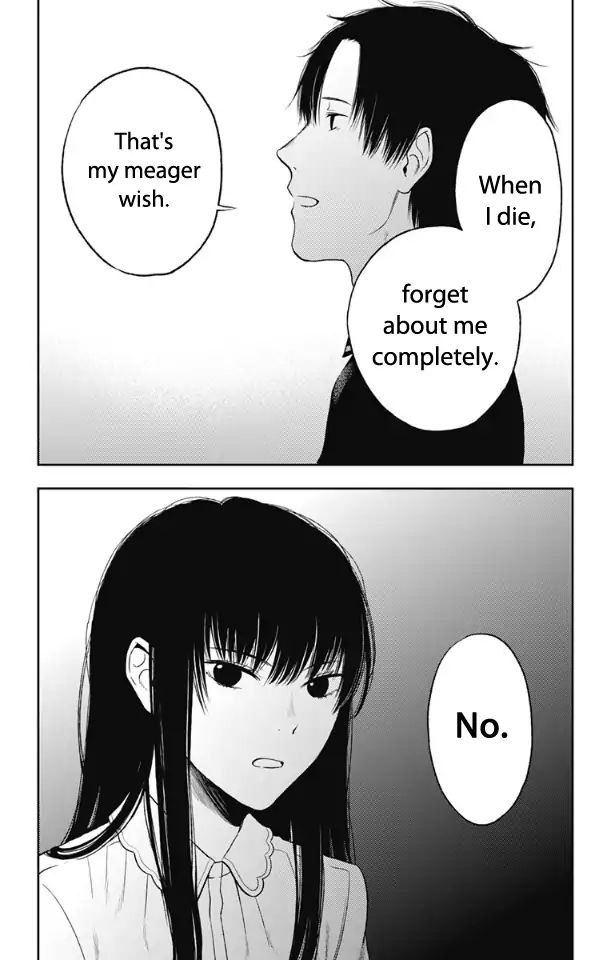 When
I die,
forget
about me
completely.
That's
my meager
wish.
No.